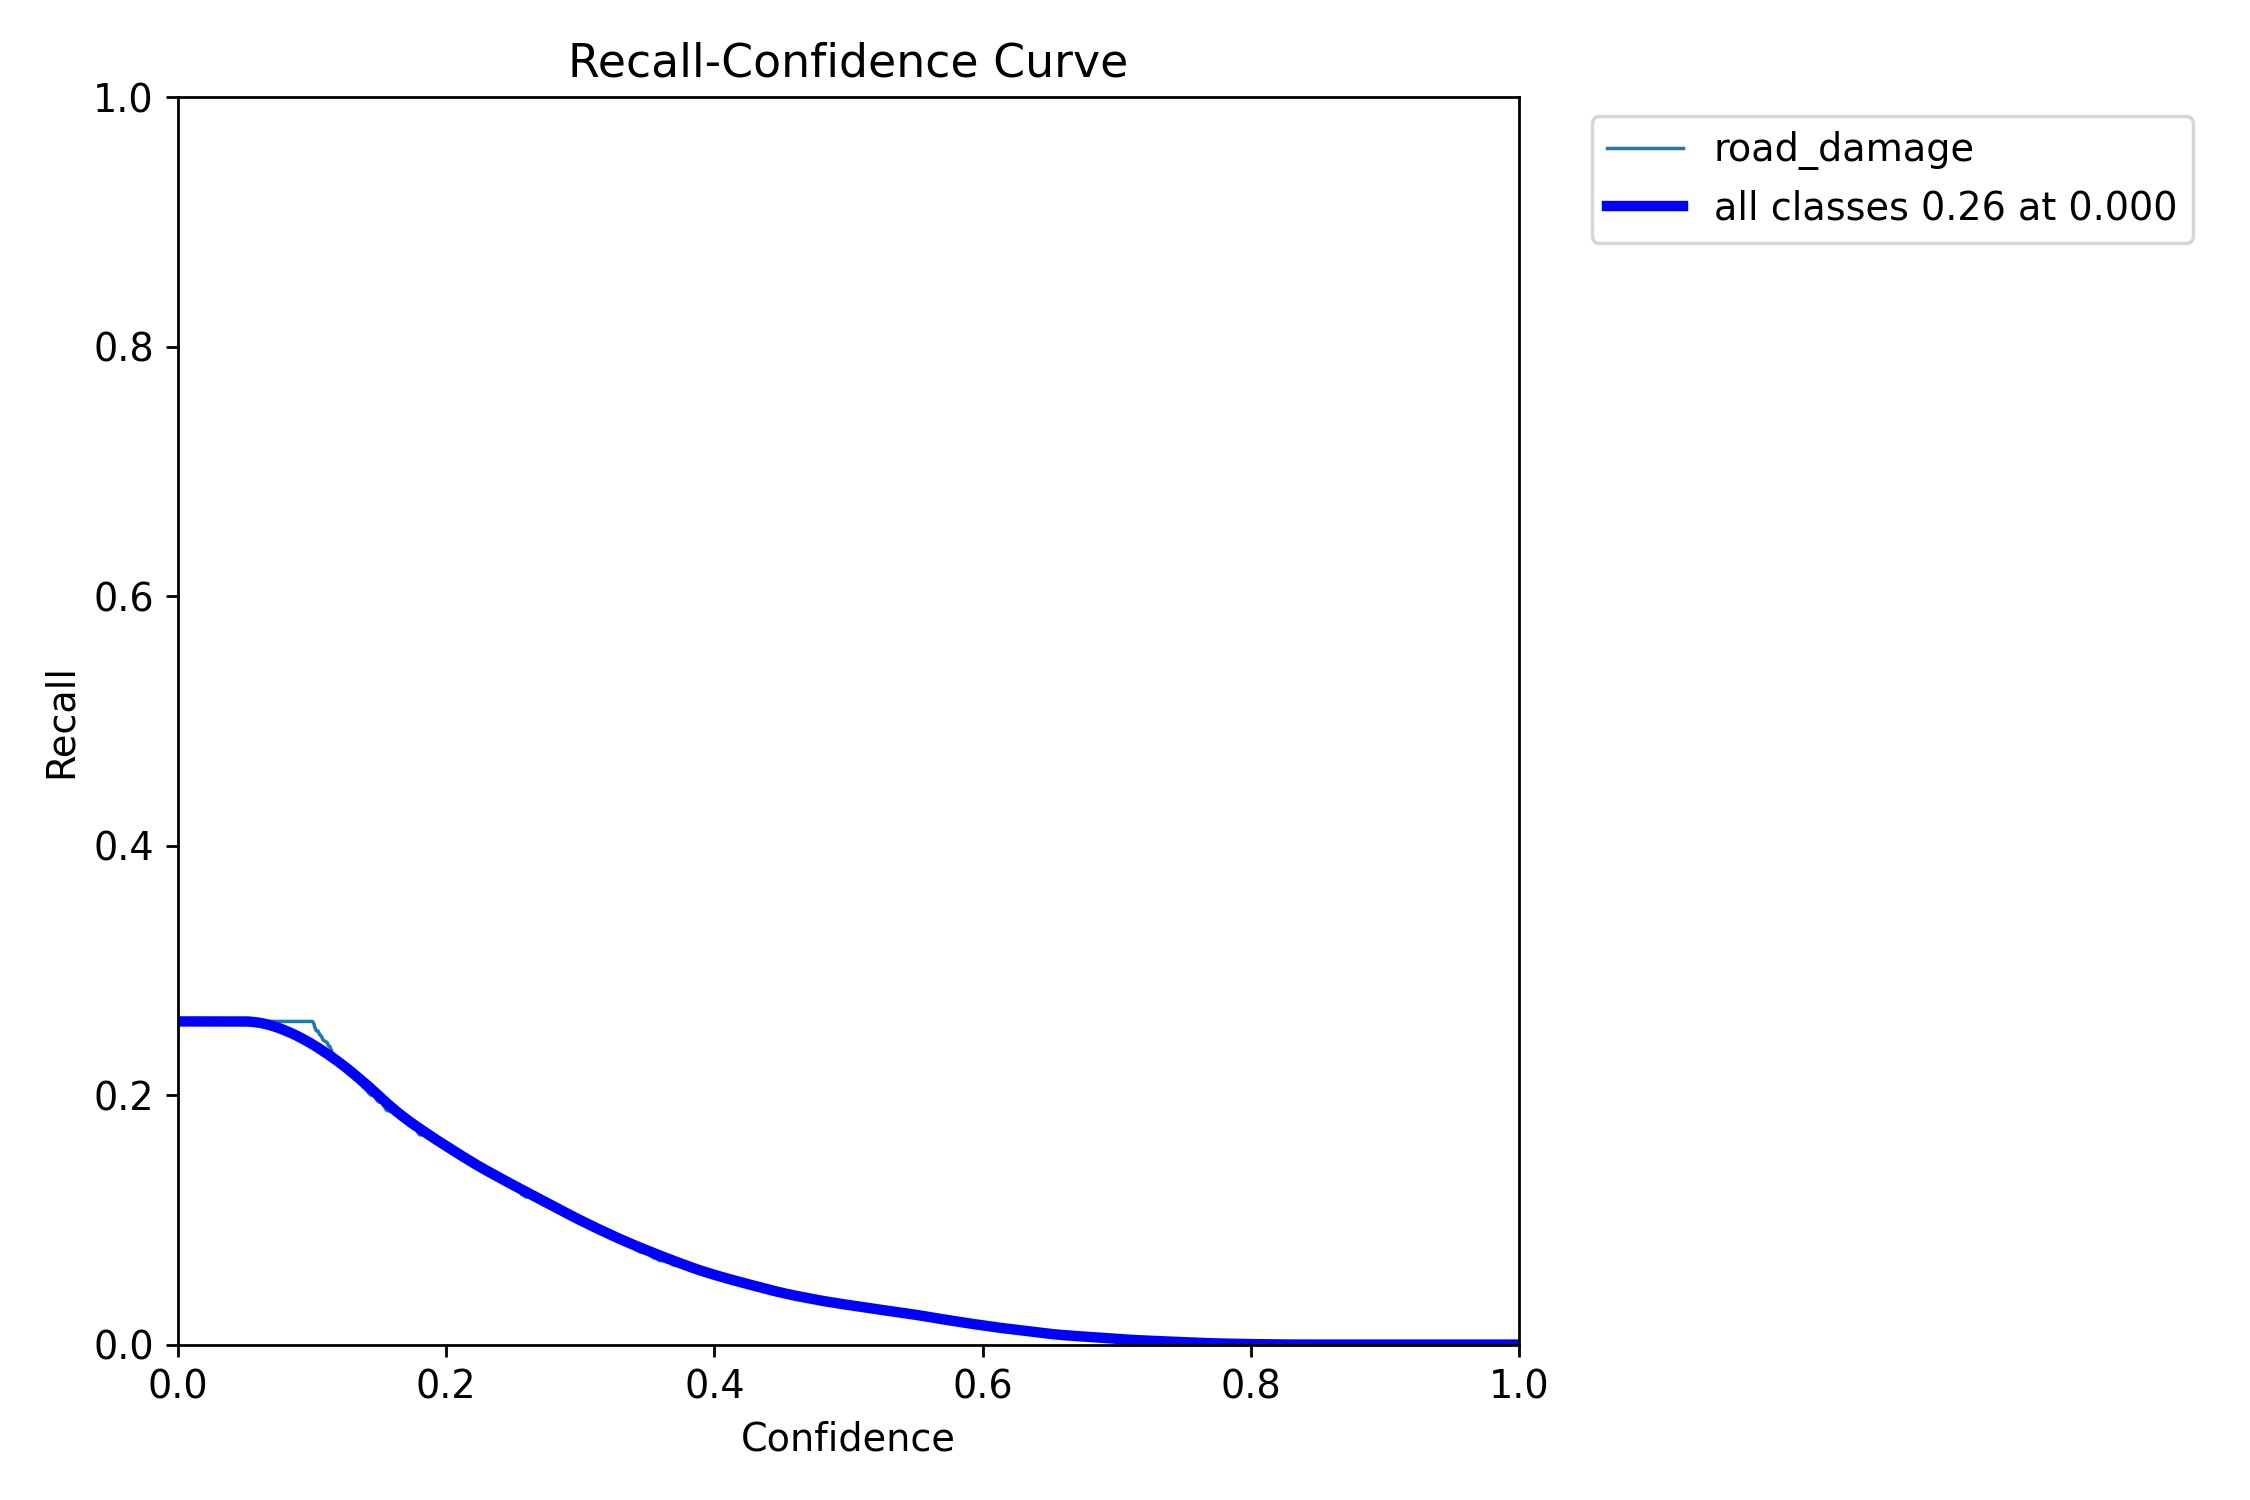 Recall-Confidence Curve
1.0
0.8
0.6
0.4
0.2
0.0
Recall
0.0 0.2 0.4 0.6 0.8 1.0
Confidence
road_damage
all classes 0.26 at 0.000